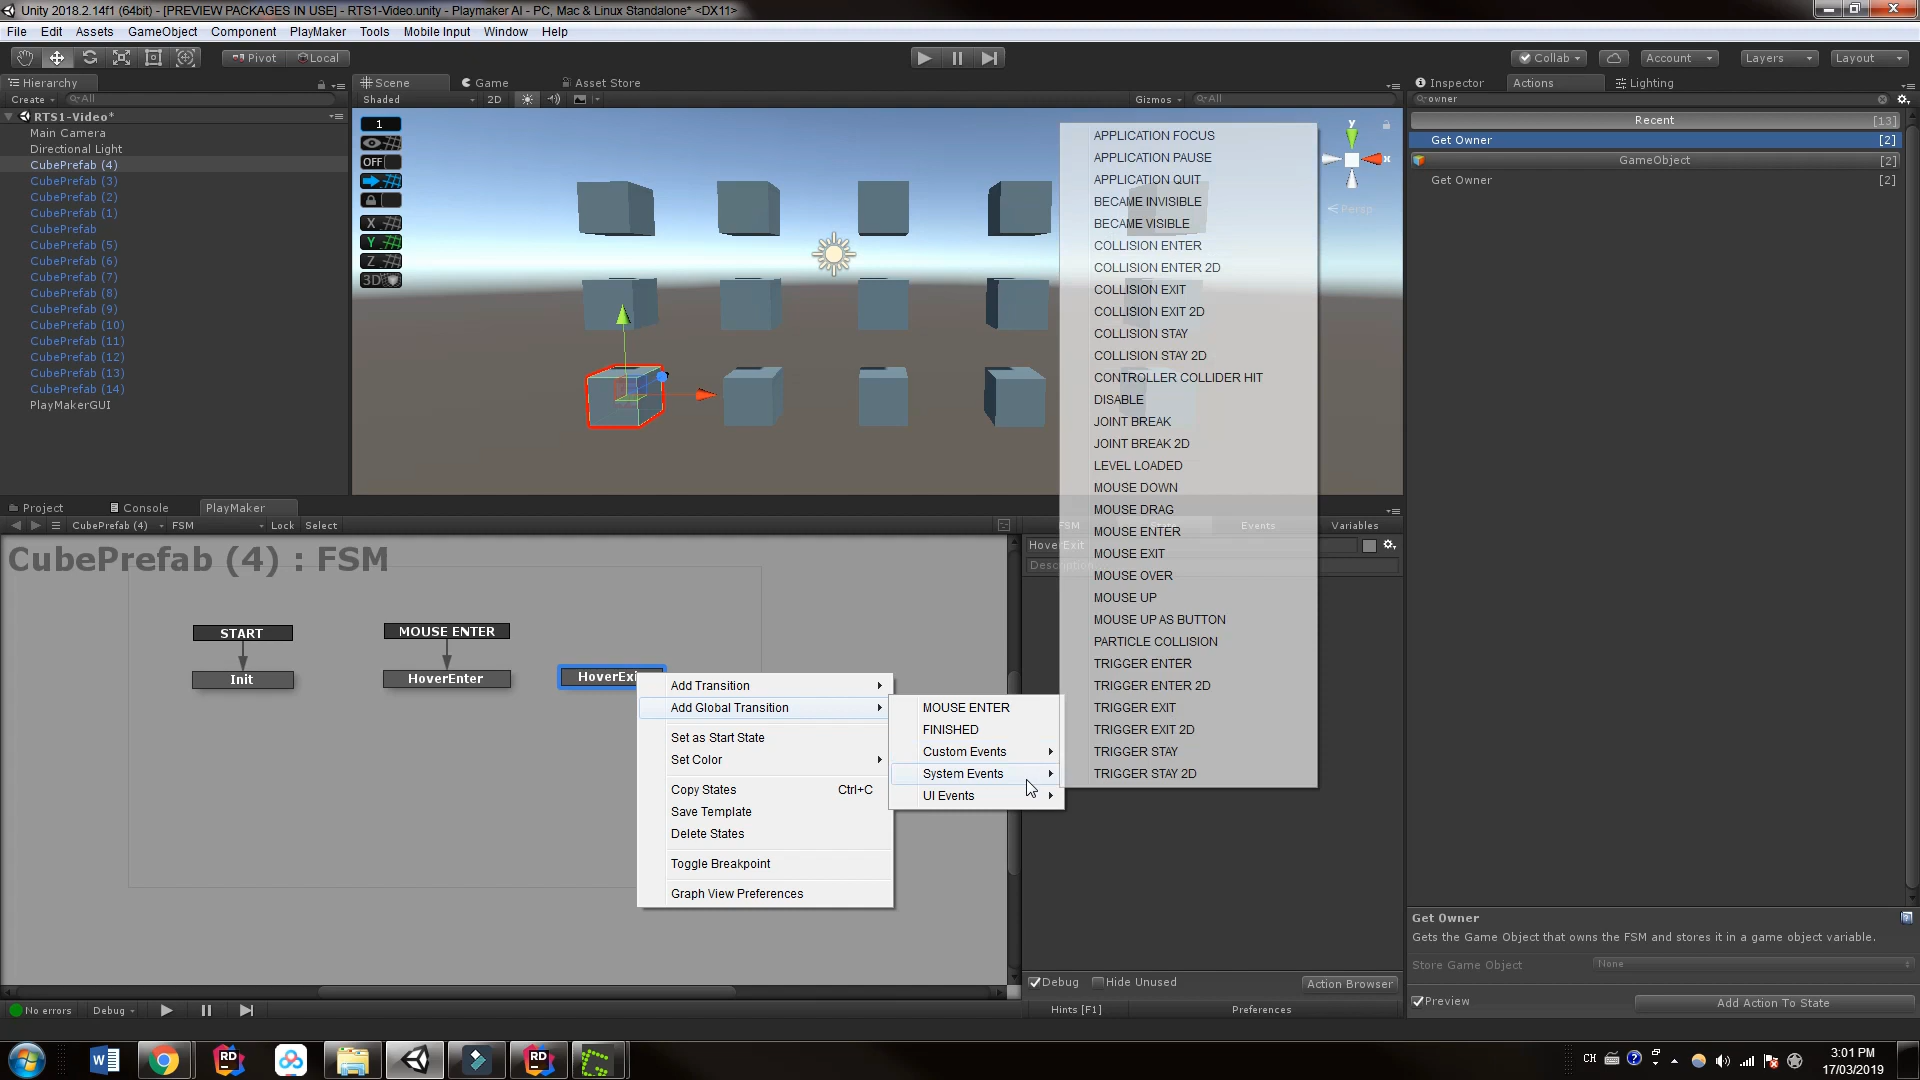 Unity 2018.2.14f1 (64bit) - [PREVIEW PACKAGES IN USE] - RTS1-Video.unity - Playmaker AI - PC, Mac & Linux Standalone* <DX11>
File Edit Assets GameObject Component PlayMaker Tools Mobile Input Window Help
Pivot Local Collab Account Layers Layout
Hierarchy
Create All
RTS1-Video*
Main Camera
Directional Light
CubePrefab (4)
CubePrefab (3)
CubePrefab (2)
CubePrefab (1)
CubePrefab
CubePrefab (5)
CubePrefab (6)
CubePrefab (7)
CubePrefab (8)
CubePrefab (9)
CubePrefab (10)
CubePrefab (11)
CubePrefab (12)
CubePrefab (13)
CubePrefab (14)
PlayMakerGUI
Scene Game Asset Store
Shaded 2D Gizmos All
1
OFF
X
Y
Z
3D
y
x
Persp
APPLICATION FOCUS
APPLICATION PAUSE
APPLICATION QUIT
BECAME INVISIBLE
BECAME VISIBLE
COLLISION ENTER
COLLISION ENTER 2D
COLLISION EXIT
COLLISION EXIT 2D
COLLISION STAY
COLLISION STAY 2D
CONTROLLER COLLIDER HIT
DISABLE
JOINT BREAK
JOINT BREAK 2D
LEVEL LOADED
MOUSE DOWN
MOUSE DRAG
MOUSE ENTER
MOUSE EXIT
MOUSE OVER
MOUSE UP
MOUSE UP AS BUTTON
PARTICLE COLLISION
TRIGGER ENTER
TRIGGER ENTER 2D
TRIGGER EXIT
TRIGGER EXIT 2D
TRIGGER STAY
TRIGGER STAY 2D
Inspector Actions Lighting
owner
Recent [13]
Get Owner [2]
GameObject [2]
Get Owner [2]
Project Console PlayMaker
CubePrefab (4) FSM Lock Select
CubePrefab (4) : FSM
START
Init
MOUSE ENTER
HoverEnter
HoverExi
Add Transition
Add Global Transition
Set as Start State
Set Color
Copy States Ctrl+C
Save Template
Delete States
Toggle Breakpoint
Graph View Preferences
MOUSE ENTER
FINISHED
Custom Events
System Events
UI Events
FSM Events Variables
HoverExit
Description...
Debug Hide Unused Action Browser
Hints [F1] Preferences
No errors Debug
Get Owner
Gets the Game Object that owns the FSM and stores it in a game object variable.
Store Game Object None
Preview Add Action To State
CH
3:01 PM
17/03/2019